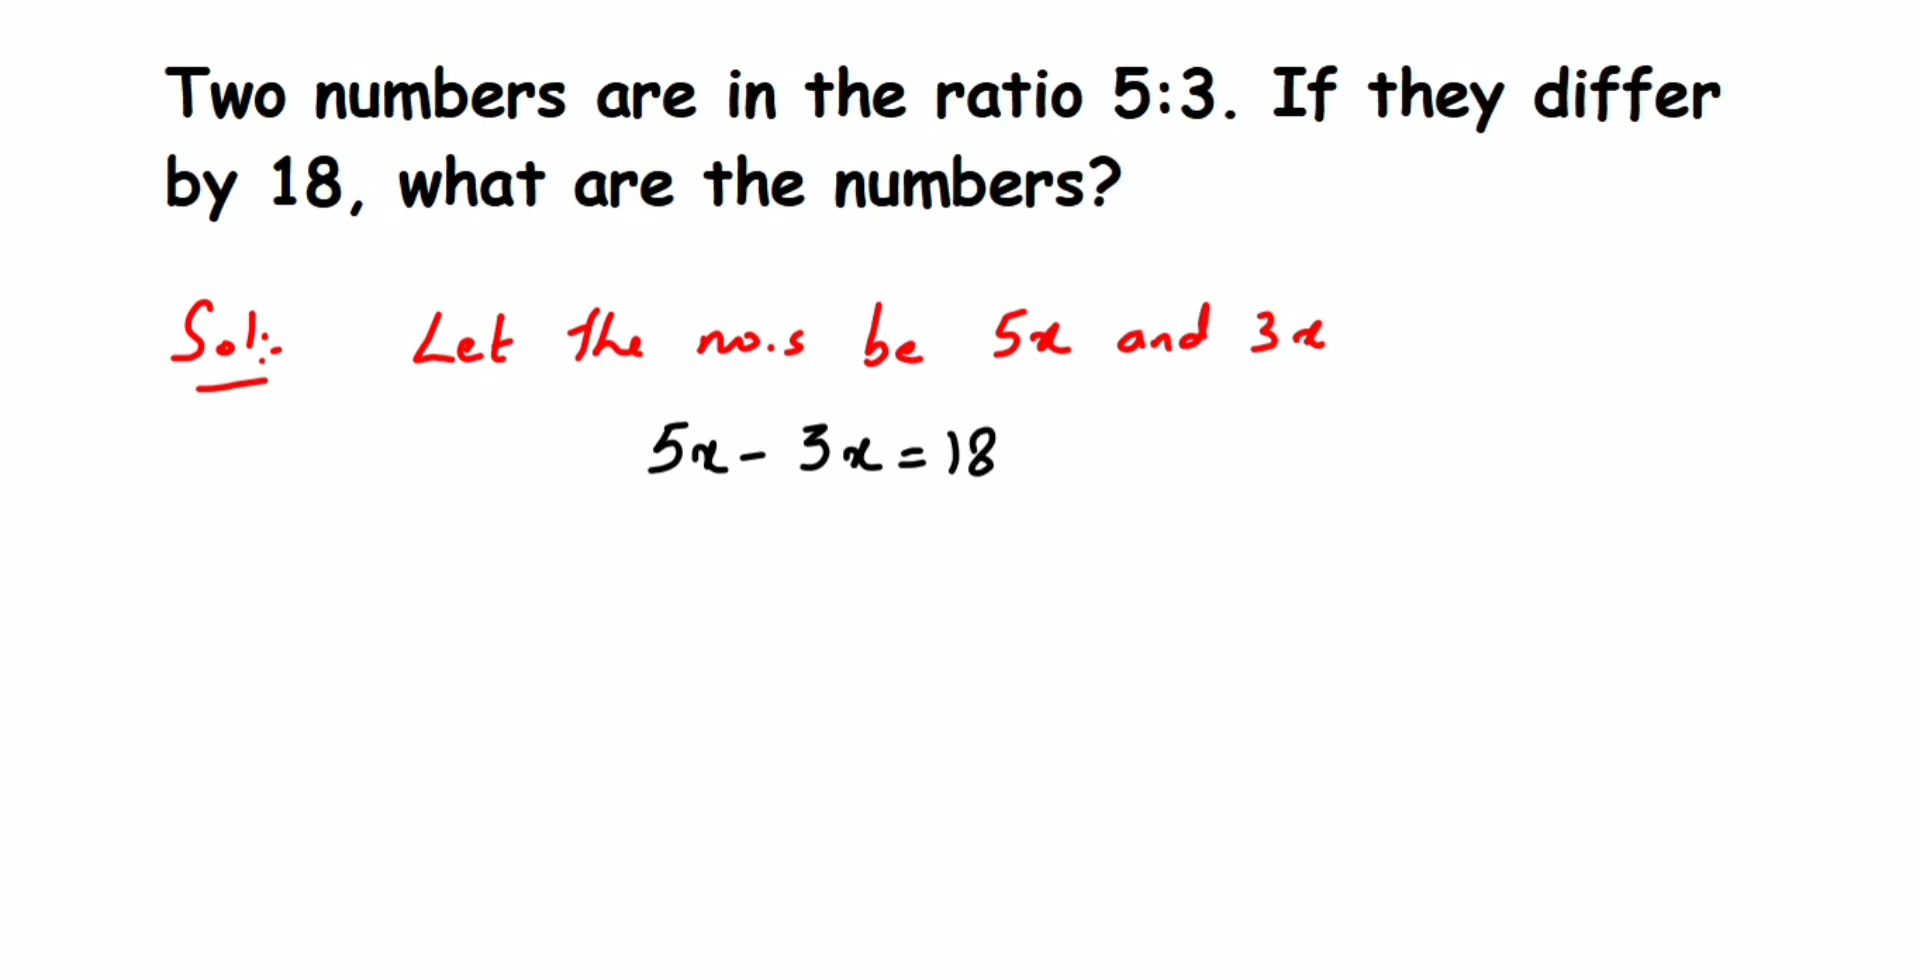 Two numbers are in the ratio 5:3. If they differ
by 18, what are the numbers?
Sol:- Let the no.s be 5x and 3x
5x - 3x = 18